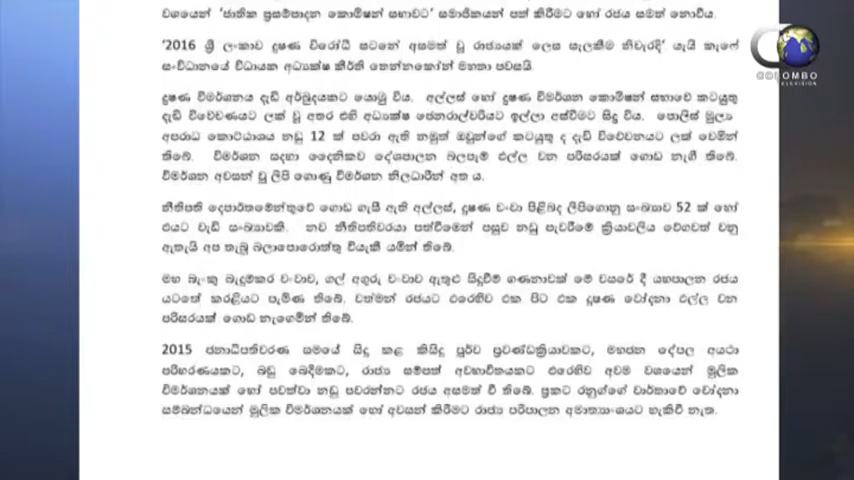 වශයෙන් 'ජාතික ප්‍රසම්පාදන කොමිෂන් සභාවට' සමාජිකයන් පත් කිරීමට හෝ රජය සමත් නොවීය.
'2016 ශ්‍රී ලංකාව දුෂණ විරෝධී සටනේ අසමත් වූ රාජ්‍යයක් ලෙස සැලකීම නිවැරදි' යැයි කැෆේ
සංවිධානයේ විධායක අධ්‍යක්ෂ කීර්ති තෙන්නකෝන් මහතා පවසයි.
දුෂණ විමර්ශනය දැඩි අර්බුදයකට යොමු විය. අල්ලස් හෝ දුෂණ විමර්ශන කොමිෂන් සභාවේ කටයුතු
දැඩි විවේචනයට ලක් වූ අතර එහි අධ්‍යක්ෂ ජෙනරාල්වරියට ඉල්ලා අස්වීමට සිදු විය. පොලිස් මුල්‍ය
අපරාධ කොට්ඨාශය නඩු 12 ක් පවරා ඇති නමුත් ඔවුන්ගේ කටයුතු ද දැඩි විවේචනයට ලක් වෙමින්
තිබේ. විමර්ශන සඳහා දෛනිකව දේශපාලන බලපෑම් එල්ල වන පරිසරයක් ගොඩ නැගී තිබේ.
විමර්ශන අවසන් වූ ලිපි ගොණු විමර්ශන නිලධාරීන් අත ය.
නීතිපති දෙපාර්තමේන්තුවේ ගොඩ ගැසී ඇති අල්ලස්, දුෂණ වංචා පිළිබඳ ලිපිගොනු සංඛ්‍යාව 52 ක් හෝ
එයට වැඩි සංඛ්‍යාවකි. නව නීතිපතිවරයා පත්වීමෙන් පසුව නඩු පැවරීමේ ක්‍රියාවලිය වේගවත් වනු
ඇතැයි අප තැබූ බලාපොරොත්තු වියැකී යමින් තිබේ.
මහ බැංකු බැඳුම්කර වංචාව, ගල් අගුරු වංචාව ඇතුළු සිදුවීම් ගණනාවක් මේ වසරේ දී යහපාලන රජය
යටතේ කරළියට පැමිණ තිබේ. වත්මන් රජයට එරෙහිව එක පිට එක දුෂණ චෝදනා එල්ල වන
පරිසරයක් ගොඩ නැගෙමින් තිබේ.
2015 ජනාධිපතිවරණ සමයේ සිදු කළ කිසිදු පූර්ව ප්‍රචණ්ඩක්‍රියාවකට, මහජන දේපල අයථා
පරිහරණයකට, බඩු බෙදීමකට, රාජ්‍ය සම්පත් අවභාවිතයකට එරෙහිව අවම වශයෙන් මූලික
විමර්ශනයක් හෝ පවත්වා නඩු පවරන්නට රජය අසමත් වී තිබේ. ප්‍රකට රනුග්ගේ වාර්තාවේ චෝදනා
සම්බන්ධයෙන් මූලික විමර්ශනයක් හෝ අවසන් කිරීමට රාජ්‍ය පරිපාලන අමාත්‍යාංශයට හැකිවී නැත.
COLOMBO
TELEVISION